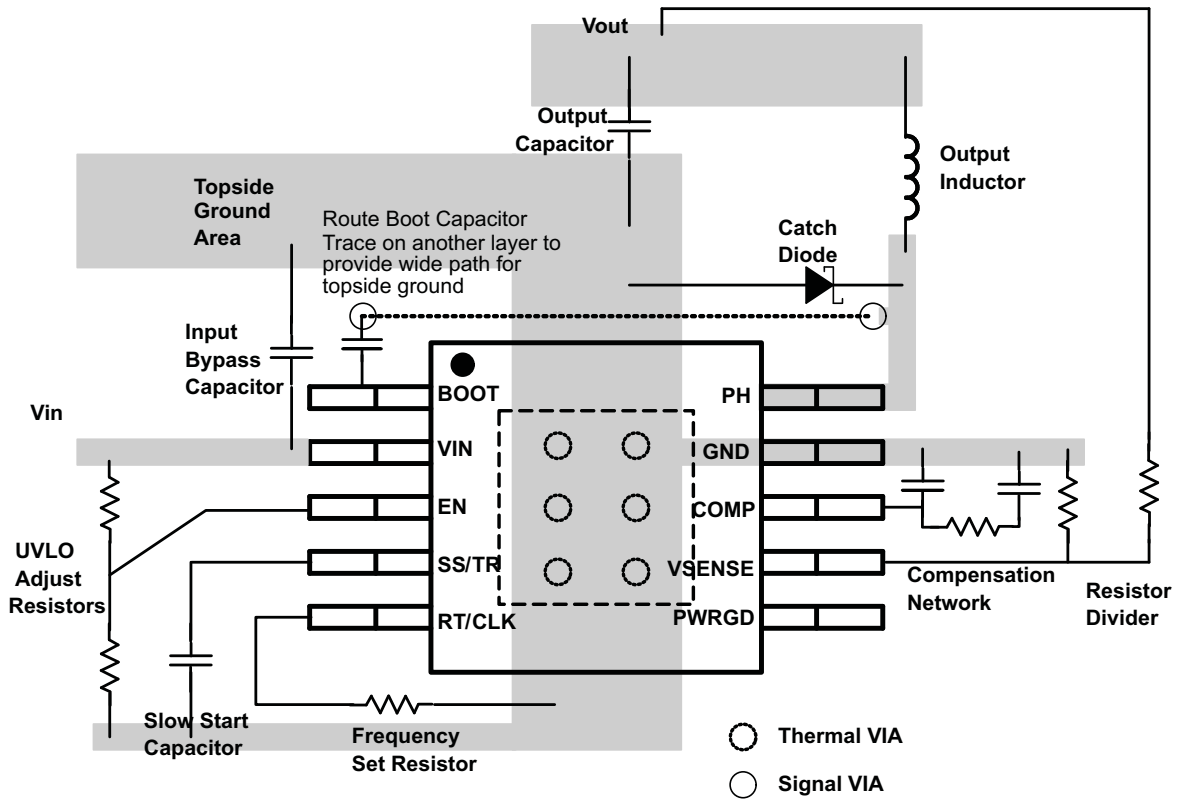 Vout
Output
Capacitor
Output
Inductor
Topside
Ground
Area
Route Boot Capacitor
Trace on another layer to
provide wide path for
topside ground
Catch
Diode
Input
Bypass
Capacitor
Vin
BOOT
VIN
EN
SS/TR
RT/CLK
PH
GND
COMP
VSENSE
PWRGD
UVLO
Adjust
Resistors
Compensation
Network
Resistor
Divider
Slow Start
Capacitor
Frequency
Set Resistor
Thermal VIA
Signal VIA